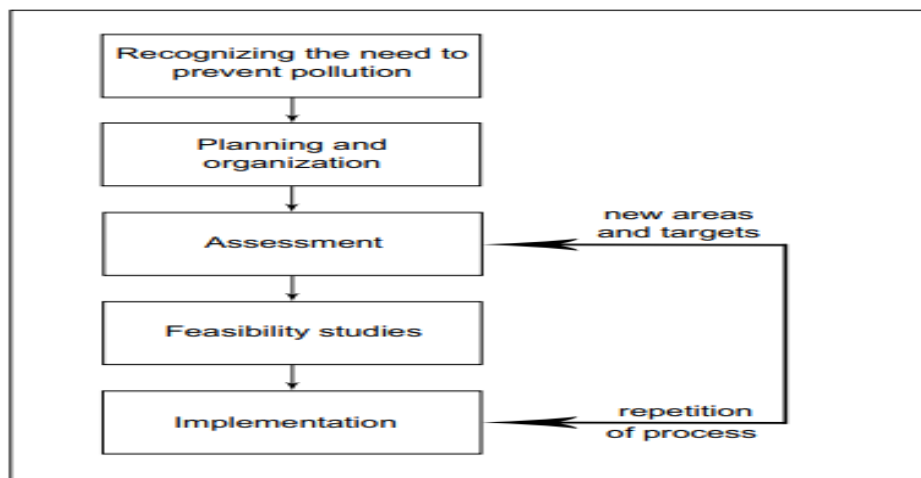 Recognizing the need to
prevent pollution
Planning and
organization
Assessment
new areas
and targets
Feasibility studies
Implementation
repetition
of process